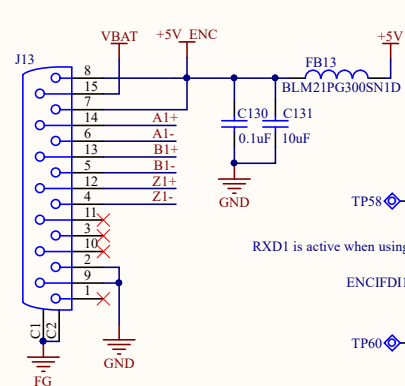 VBAT
+5V_ENC
+5V
J13
FB13
BLM21PG300SN1D
8
15
7
14
A1+
6
A1-
13
B1+
5
B1-
12
Z1+
4
Z1-
11
3
10
2
9
1
C130
C131
0.1uF
10uF
GND
TP58
RXD1 is active when using
ENCIFDI1
TP60
C1
C2
GND
FG